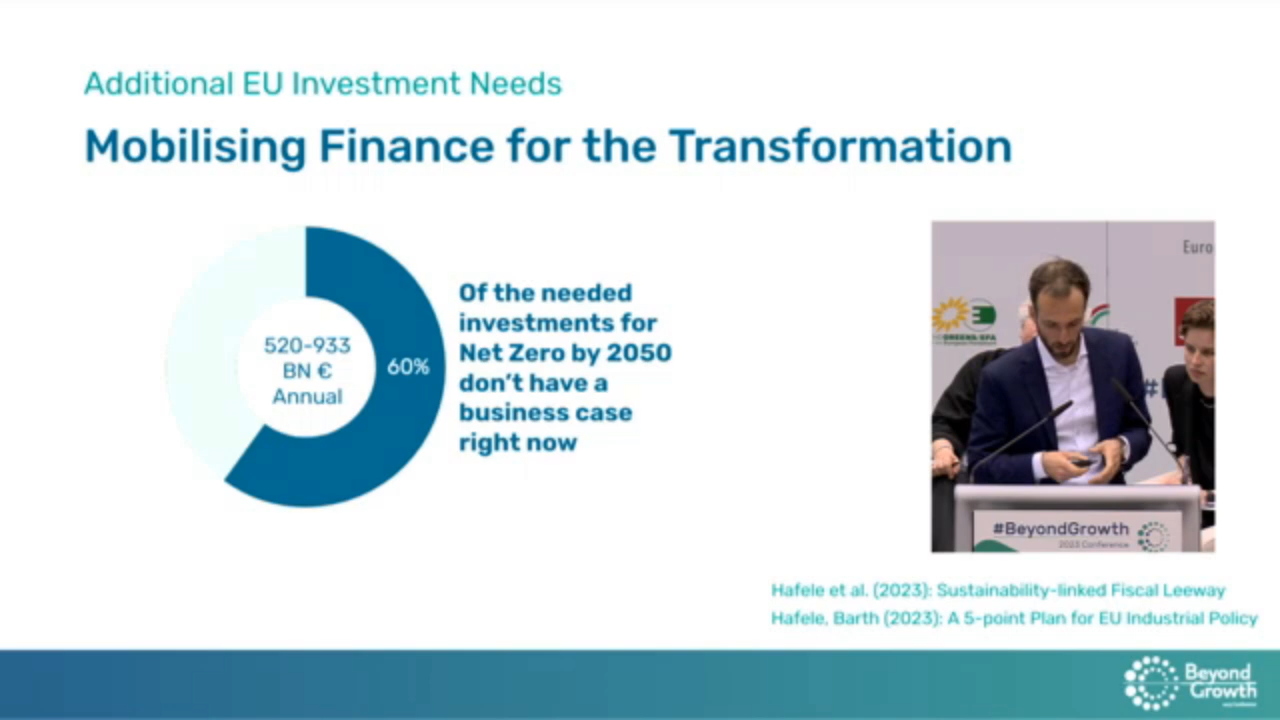 Additional EU Investment Needs
Mobilising Finance for the Transformation
520-933
BN €
Annual
60%
Of the needed
investments for
Net Zero by 2050
don't have a
business case
right now
Euro
GREENS/EFA
#BeyondGrowth
2023 Conference
Hafele et al. (2023): Sustainability-linked Fiscal Leeway
Hafele, Barth (2023): A 5-point Plan for EU Industrial Policy
Beyond
Growth